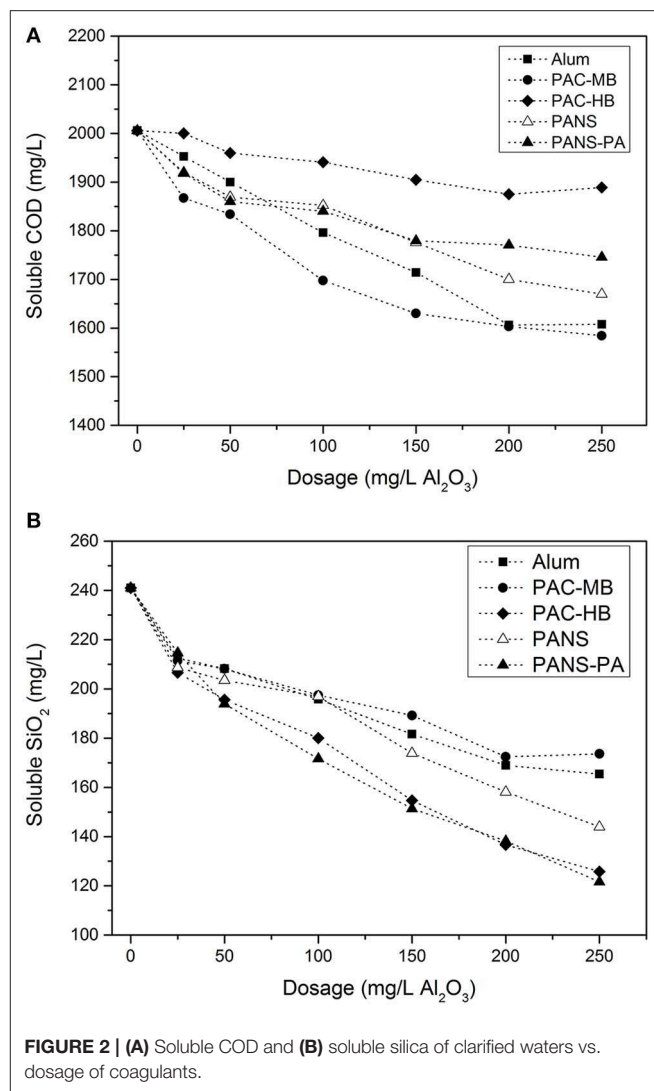 A
2200
2100
2000
1900
1800
1700
1600
1500
1400
Soluble COD (mg/L)
Alum
PAC-MB
PAC-HB
PANS
PANS-PA
0
50
100
150
200
250
Dosage (mg/L Al₂O₃)
B
260
240
220
200
180
160
140
120
100
Soluble SiO₂ (mg/L)
Alum
PAC-MB
PAC-HB
PANS
PANS-PA
0
50
100
150
200
250
Dosage (mg/L Al₂O₃)
FIGURE 2 | (A) Soluble COD and (B) soluble silica of clarified waters vs.
dosage of coagulants.